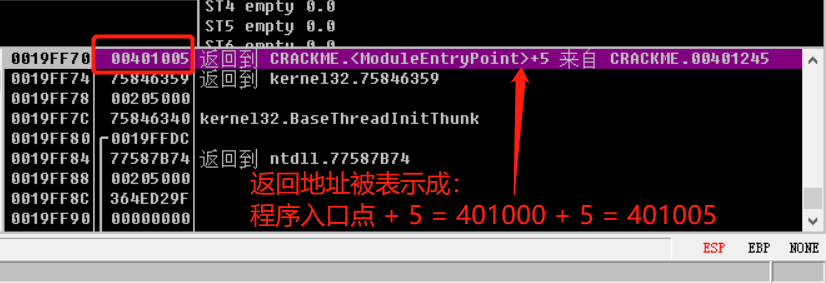 ST4 empty 0.0
ST5 empty 0.0
ST6 empty 0.0
0019FF70 00401005 返回到 CRACKME.<ModuleEntryPoint>+5 来自 CRACKME.00401245
0019FF74 75846359 返回到 kernel32.75846359
0019FF78 00205000
0019FF7C 75846340 kernel32.BaseThreadInitThunk
0019FF80 0019FFDC
0019FF84 77587B74 返回到 ntdll.77587B74
0019FF88 00205000
0019FF8C 364ED29F
0019FF90 00000000
返回地址被表示成：
程序入口点 + 5 = 401000 + 5 = 401005
ESP EBP NONE